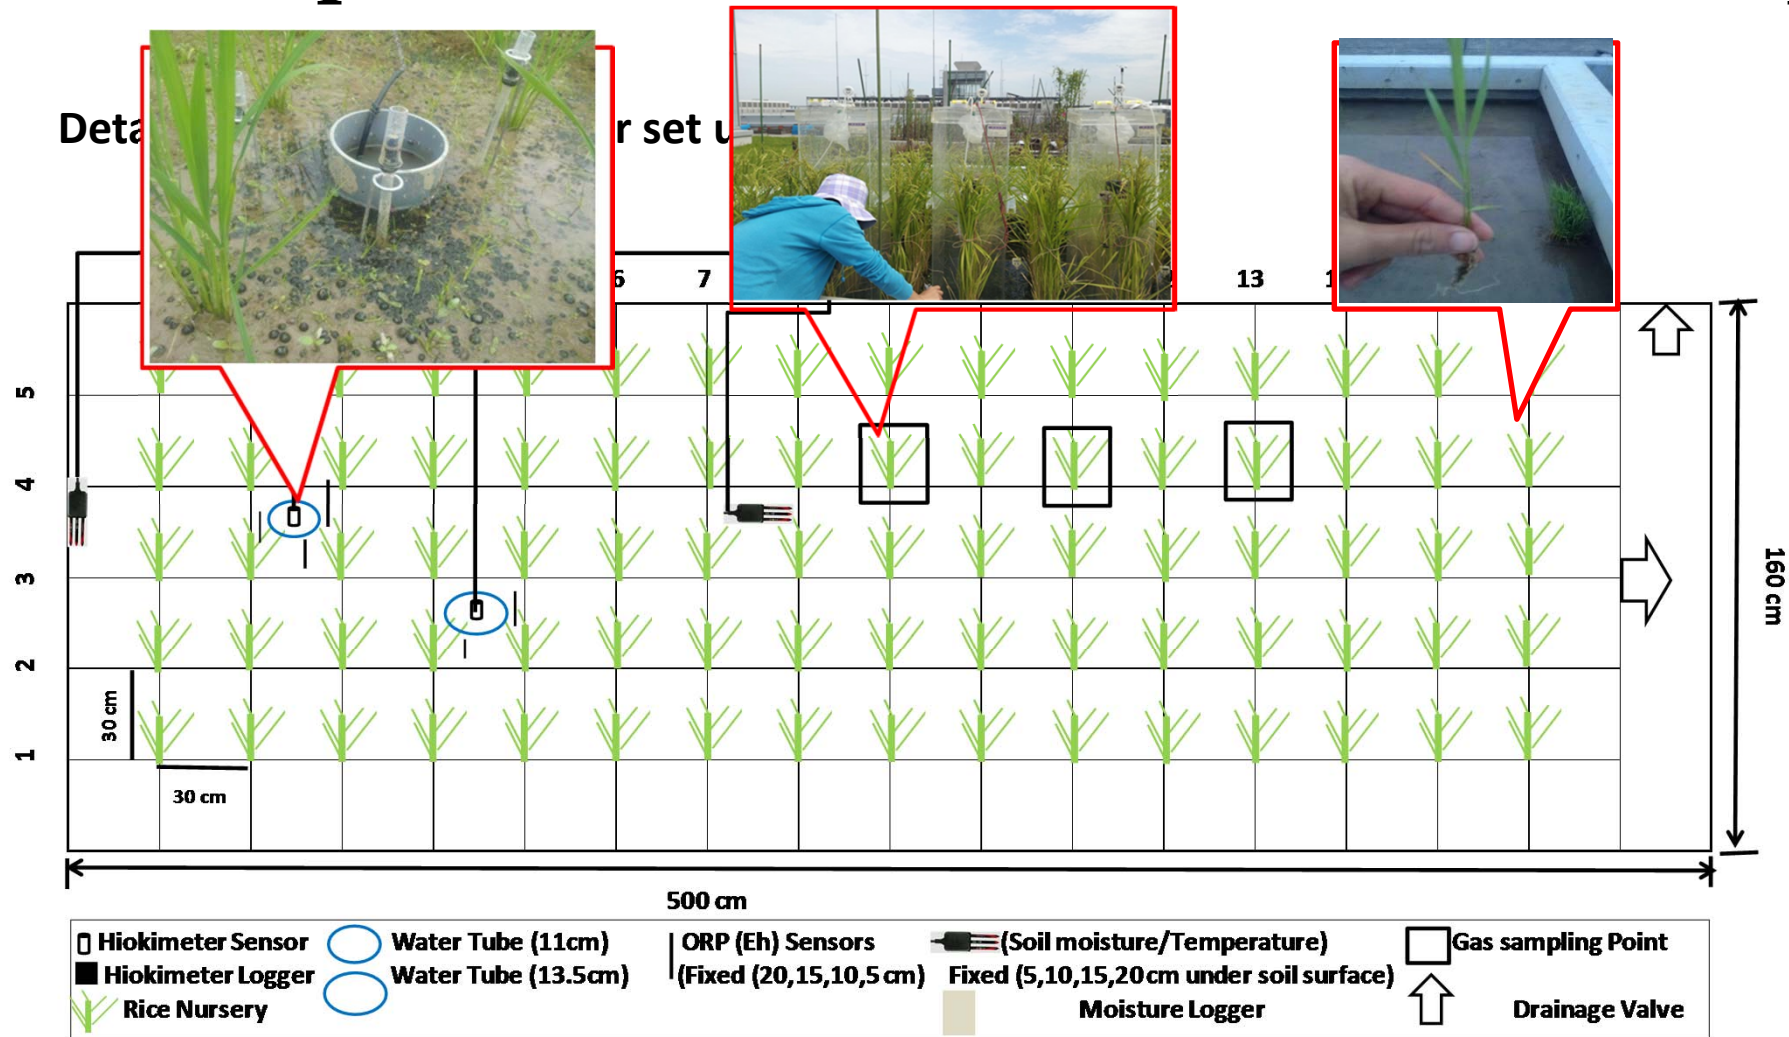 r set u
6 7 13
5
4
3
2
1
30 cm
30 cm
160 cm
500 cm
Hiokimeter Sensor
Hiokimeter Logger
Rice Nursery
Water Tube (11cm)
Water Tube (13.5cm)
ORP (Eh) Sensors
(Fixed (20,15,10,5 cm)
(Soil moisture/Temperature)
Fixed (5,10,15,20cm under soil surface)
Moisture Logger
Gas sampling Point
Drainage Valve